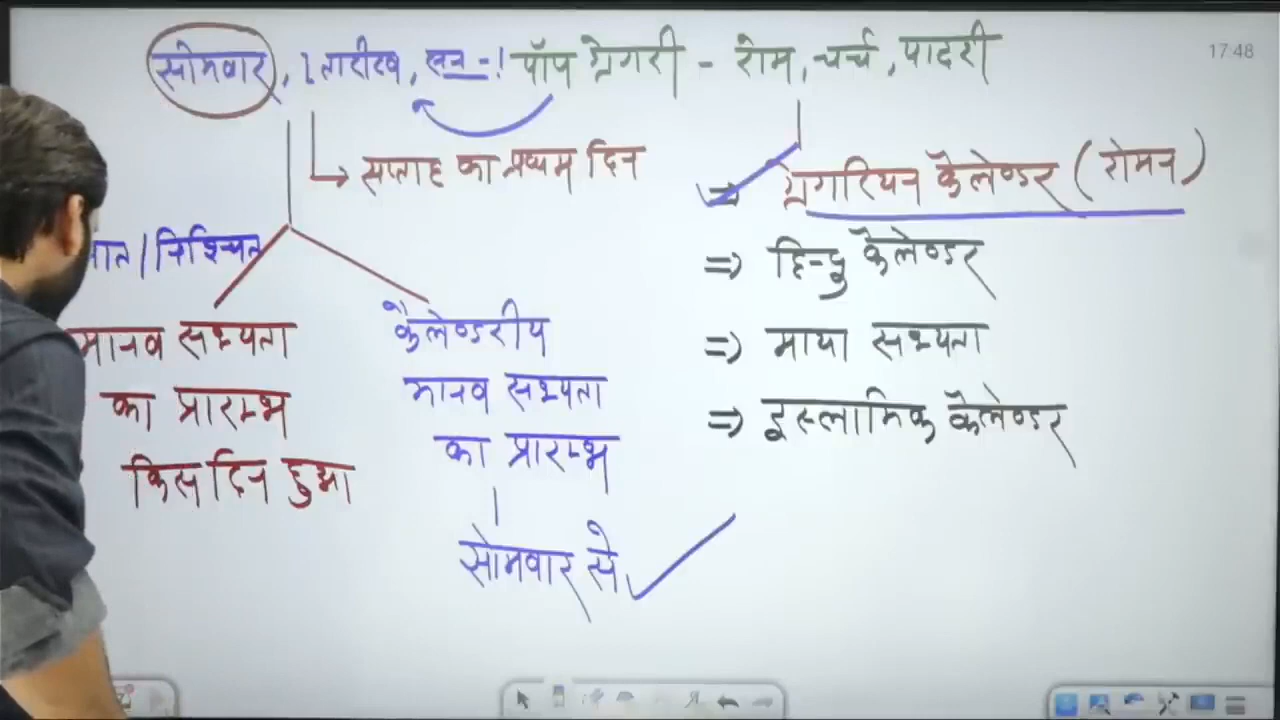 सोमवार, 1 तारीख, सन -1 पॉप ग्रेगरी - रोम, चर्च, पादरी
17:48
→ सप्ताह का प्रथम दिन
⇒ ग्रेगरियन कैलेण्डर (रोमन)
/ निश्चित
⇒ हिन्दु कैलेण्डर
मानव सभ्यता
का प्रारम्भ
किस दिन हुआ
कैलेण्डरीय
मानव सभ्यता
का प्रारम्भ
सोमवार से
⇒ माया सभ्यता
⇒ इस्लामिक कैलेण्डर